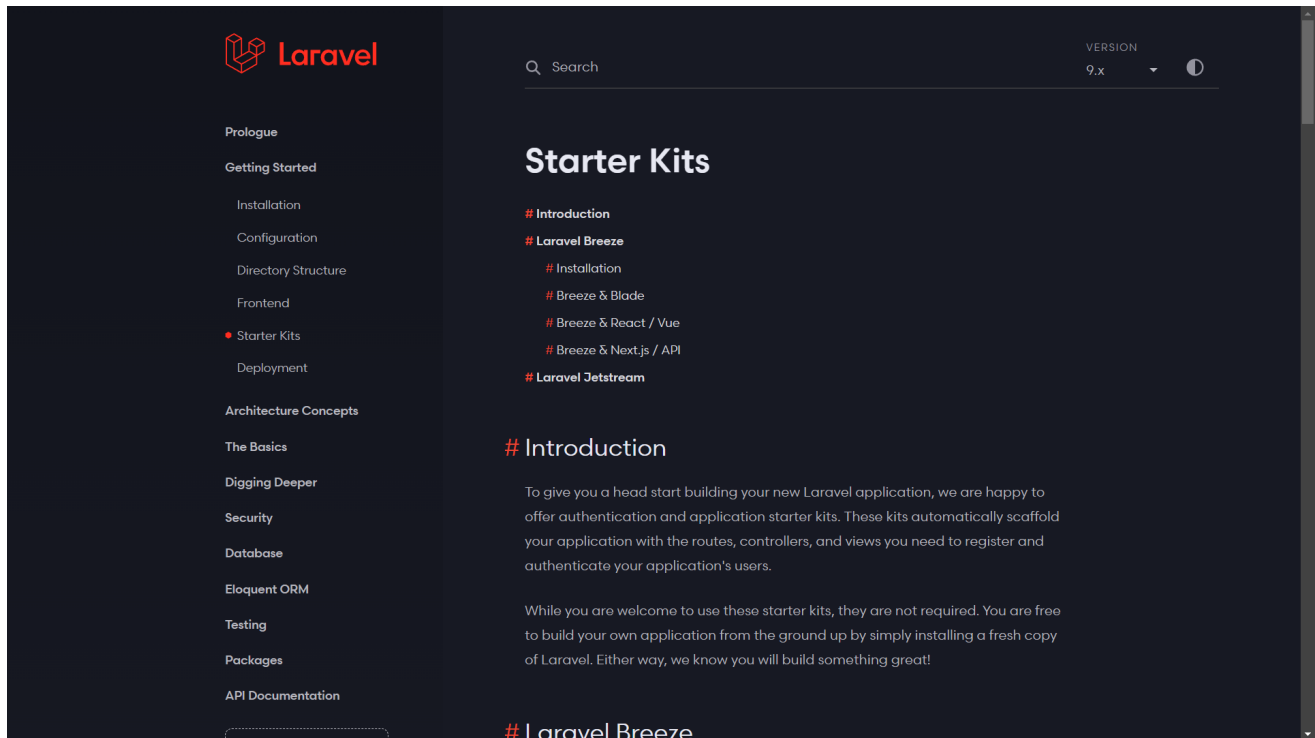 Laravel
Prologue
Getting Started
Installation
Configuration
Directory Structure
Frontend
Starter Kits
Deployment
Architecture Concepts
The Basics
Digging Deeper
Security
Database
Eloquent ORM
Testing
Packages
API Documentation
Search
VERSION
9.x
Starter Kits
# Introduction
# Laravel Breeze
# Installation
# Breeze & Blade
# Breeze & React / Vue
# Breeze & Next.js / API
# Laravel Jetstream
# Introduction
To give you a head start building your new Laravel application, we are happy to
offer authentication and application starter kits. These kits automatically scaffold
your application with the routes, controllers, and views you need to register and
authenticate your application's users.
While you are welcome to use these starter kits, they are not required. You are free
to build your own application from the ground up by simply installing a fresh copy
of Laravel. Either way, we know you will build something great!
# Laravel Breeze